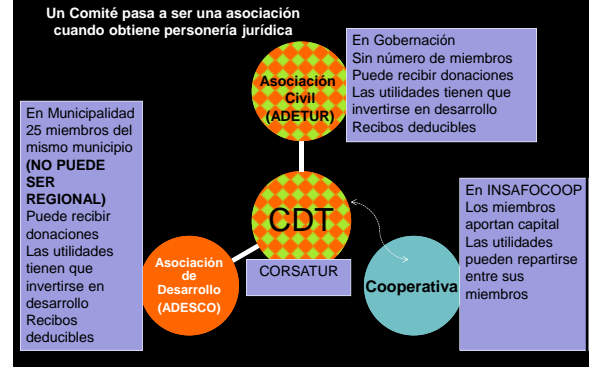 Un Comité pasa a ser una asociación
cuando obtiene personería jurídica
En Gobernación
Sin número de miembros
Puede recibir donaciones
Las utilidades tienen que
invertirse en desarrollo
Recibos deducibles
Asociación
Civil
(ADETUR)
En Municipalidad
25 miembros del
mismo municipio
(NO PUEDE
SER
REGIONAL)
Puede recibir
donaciones
Las utilidades
tienen que
invertirse en
desarrollo
Recibos
deducibles
CDT
CORSATUR
Asociación
de
Desarrollo
(ADESCO)
Cooperativa
En INSAFOCOOP
Los miembros
aportan capital
Las utilidades
pueden repartirse
entre sus
miembros